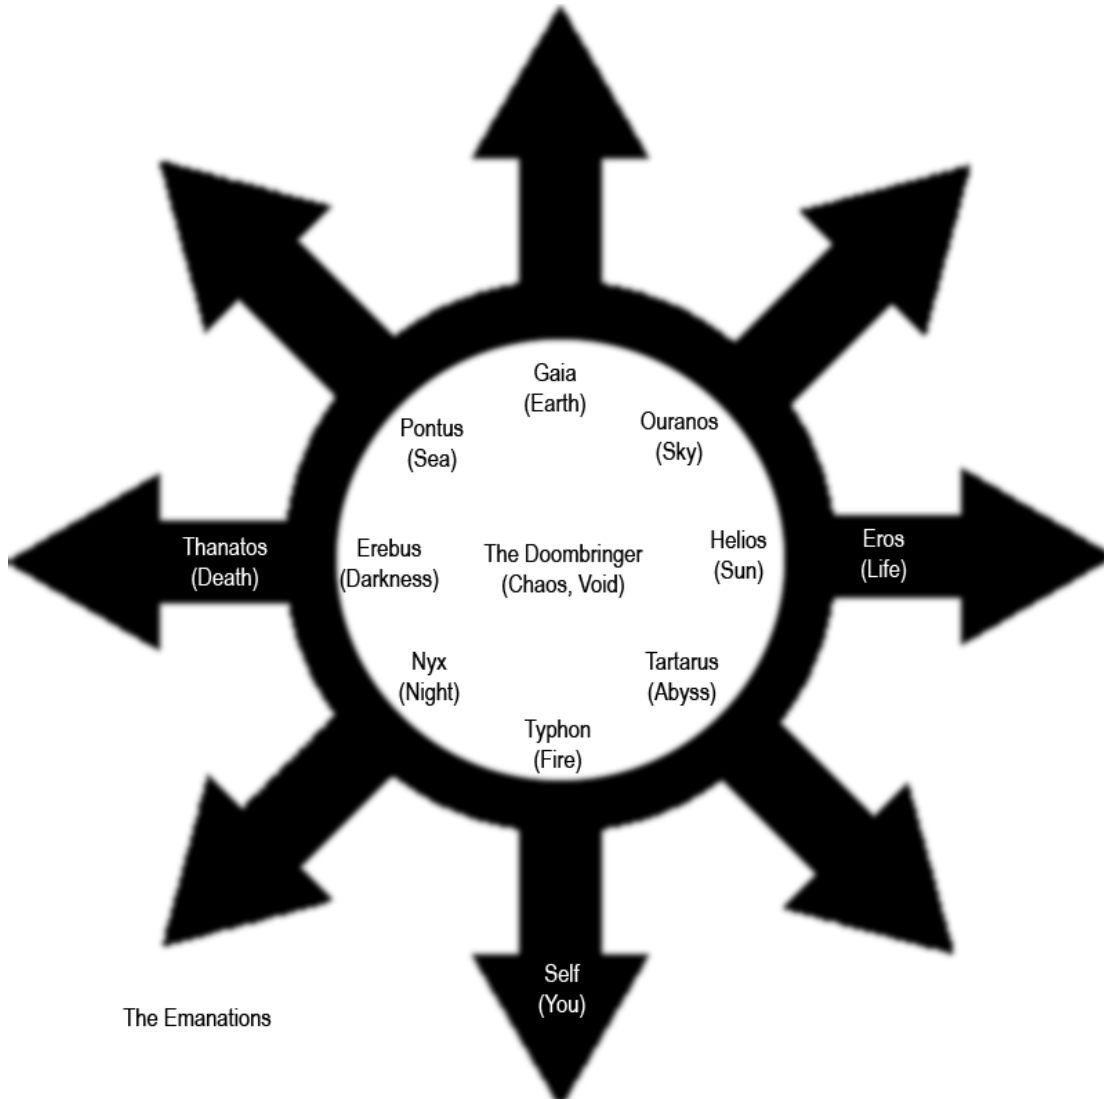 Gaia
(Earth)
Ouranos
(Sky)
Pontus
(Sea)
Thanatos
(Death)
Erebus
(Darkness)
The Doombringer
(Chaos, Void)
Helios
(Sun)
Eros
(Life)
Nyx
(Night)
Tartarus
(Abyss)
Typhon
(Fire)
Self
(You)
The Emanations